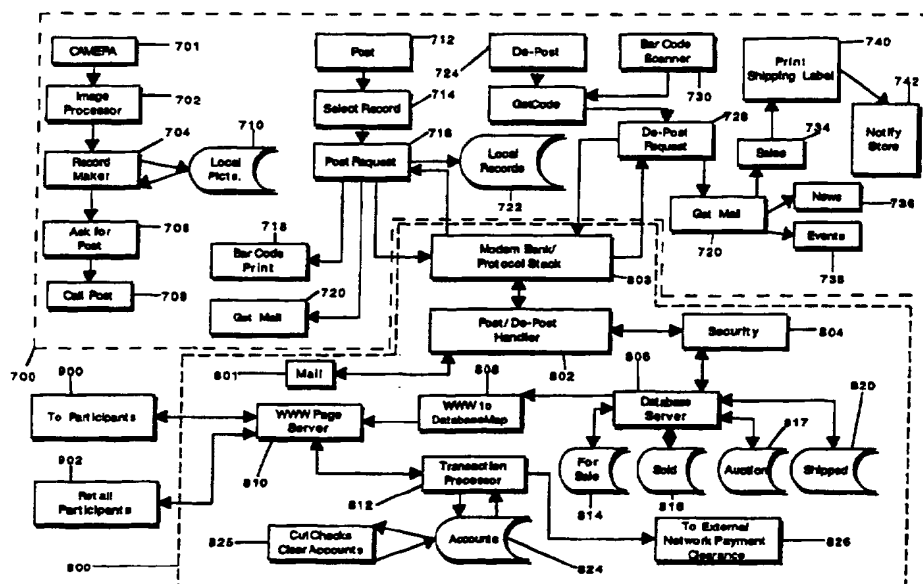 CAMERA
701
Image
Processor
702
704
710
Record
Maker
Local
Picts.
Ask for
Post
708
Call Post
709
Post
712
Select Record
714
716
Post Request
718
Bar Code
Print
720
Get Mail
De-Post
724
GetCode
Bar Code
Scanner
730
728
De-Post
Request
Local
Records
722
740
Print
Shipping Label
742
Notify
Store
734
Sales
News
736
Get Mail
720
Events
738
Modem Bank/
Protocol Stack
803
Post/De-Post
Handler
802
Security
804
801
Mail
808
806
WWW to
DatabaseMap
Database
Server
700
900
To Participants
WWW Page
Server
810
902
Retail
Participants
817
820
For
Sale
814
Sold
816
Auction
Shipped
Transaction
Processor
812
825
Cut Checks
Clear Accounts
Accounts
824
To External
Network Payment
Clearance
826
800